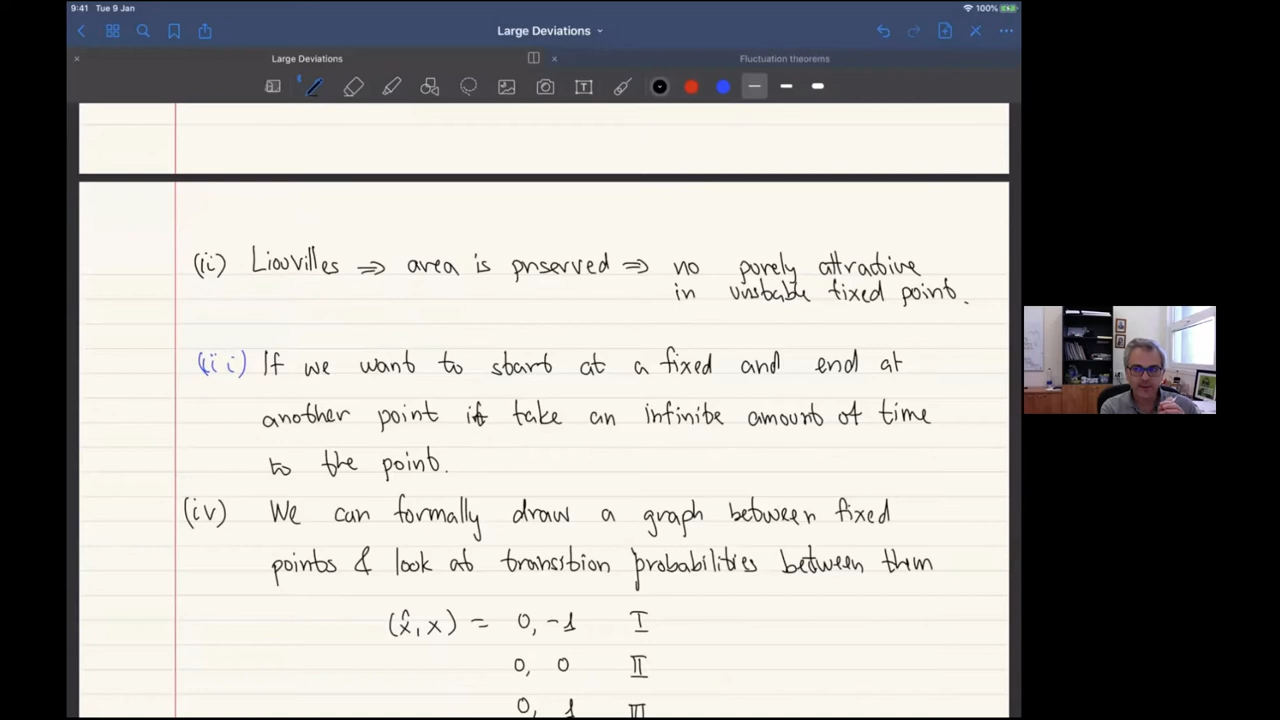 9:41 Tue 9 Jan
100%
Large Deviations
Large Deviations
Fluctuation theorems
(ii) Liouvilles ⇒ area is prserved ⇒ no purely attractive
in unstable fixed point.
(iii) If we want to start at a fixed and end at
another point it take an infinite amount of time
to the point.
(iv) We can formally draw a graph between fixed
points & look at transition probabilities between them
(x̂, x) = 0, -1 I
0, 0 II
0, 1 III